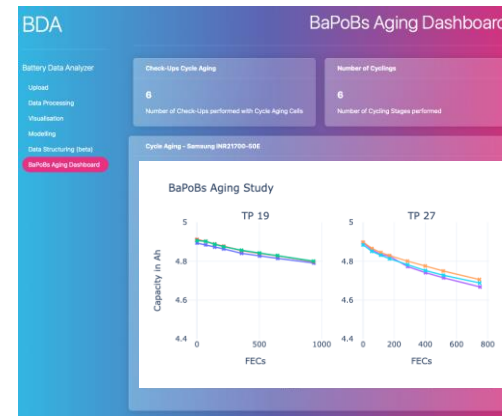 BDA
BaPoBs Aging Dashboard
Battery Data Analyzer
Upload
Data Processing
Visualisation
Modelling
Data Structuring (beta)
BaPoBs Aging Dashboard
Check-Ups Cycle Aging
6
Number of Check-Ups performed with Cycle Aging Cells
Number of Cyclings
6
Number of Cycling Stages performed
Cycle Aging - Samsung INR21700-50E
BaPoBs Aging Study
TP 19
TP 27
Capacity in Ah
5
4.8
4.6
4.4
0
500
1000
FECs
5
4.8
4.6
4.4
0
200
400
600
800
FECs